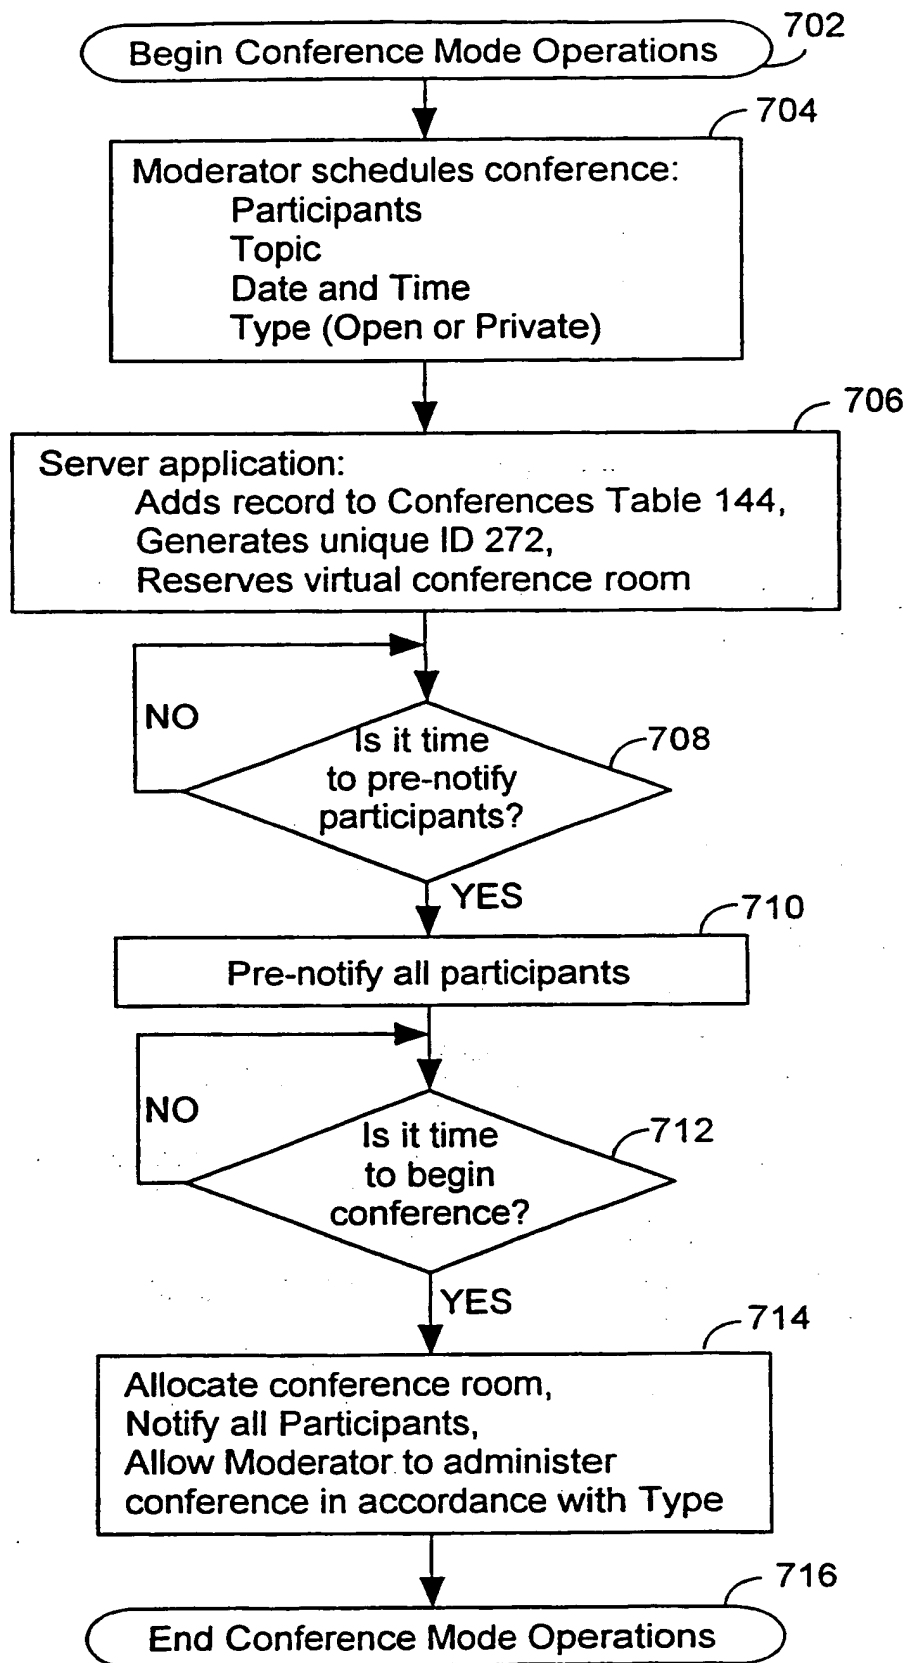 Begin Conference Mode Operations
702
704
Moderator schedules conference:
Participants
Topic
Date and Time
Type (Open or Private)
706
Server application:
Adds record to Conferences Table 144,
Generates unique ID 272,
Reserves virtual conference room
NO
Is it time
to pre-notify
participants?
708
YES
710
Pre-notify all participants
NO
Is it time
to begin
conference?
712
YES
714
Allocate conference room,
Notify all Participants,
Allow Moderator to administer
conference in accordance with Type
716
End Conference Mode Operations